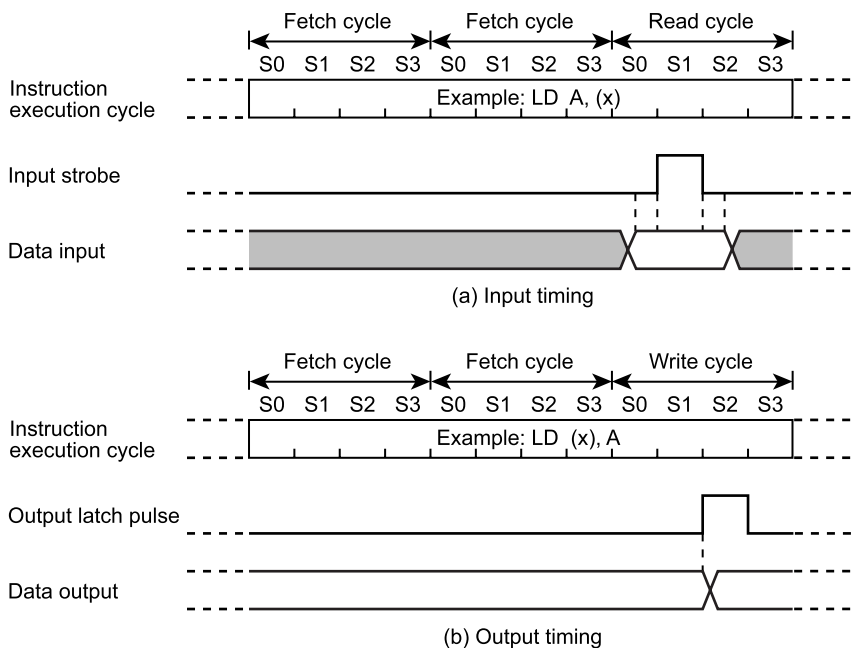 Fetch cycle Fetch cycle Read cycle
S0 S1 S2 S3 S0 S1 S2 S3 S0 S1 S2 S3
Instruction
execution cycle
Example: LD A, (x)
Input strobe
Data input
(a) Input timing
Fetch cycle Fetch cycle Write cycle
S0 S1 S2 S3 S0 S1 S2 S3 S0 S1 S2 S3
Instruction
execution cycle
Example: LD (x), A
Output latch pulse
Data output
(b) Output timing